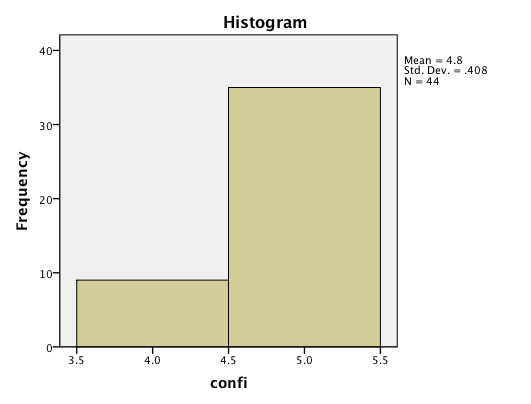 Histogram
Mean = 4.8
Std. Dev. = .408
N = 44
40
30
20
10
0
Frequency
3.5 4.0 4.5 5.0 5.5
confi